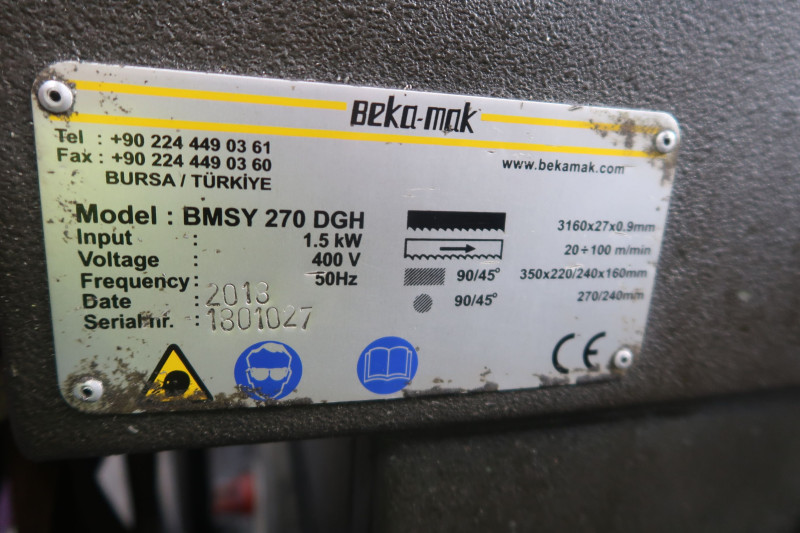 Beka-mak
Tel : +90 224 449 03 61
Fax : +90 224 449 03 60
BURSA / TÜRKİYE
www.bekamak.com
Model : BMSY 270 DGH
Input : 1.5 kW
Voltage : 400 V
Frequency : 50Hz
Date : 2018
Serial nr. : 1801027
3160x27x0.9mm
20÷100 m/min
90/45° 350x220/240x160mm
90/45° 270/240mm
CE